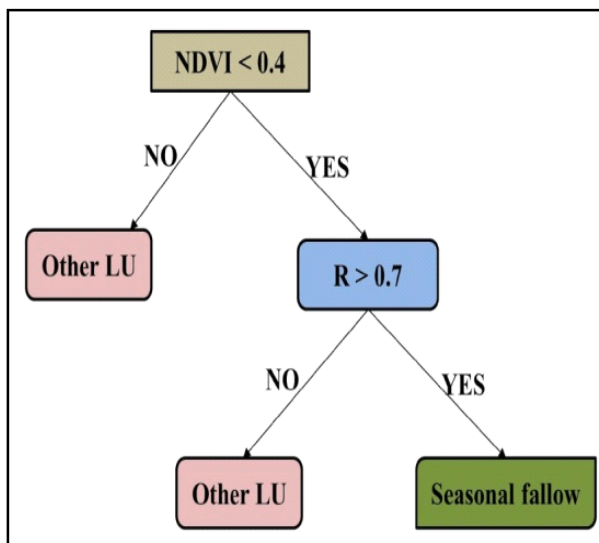 NDVI < 0.4
NO
YES
Other LU
R > 0.7
NO
YES
Other LU
Seasonal fallow